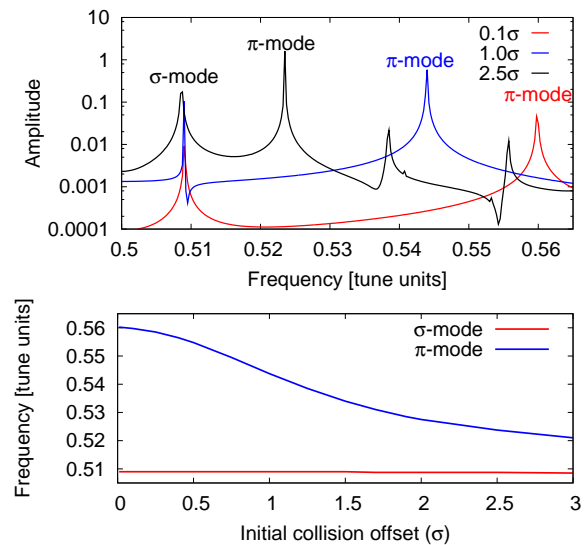 10
1
0.1
0.01
0.001
0.0001
Amplitude
σ-mode
π-mode
π-mode
π-mode
0.1σ
1.0σ
2.5σ
0.5 0.51 0.52 0.53 0.54 0.55 0.56
Frequency [tune units]
0.56
0.55
0.54
0.53
0.52
0.51
Frequency [tune units]
σ-mode
π-mode
0 0.5 1 1.5 2 2.5 3
Initial collision offset (σ)